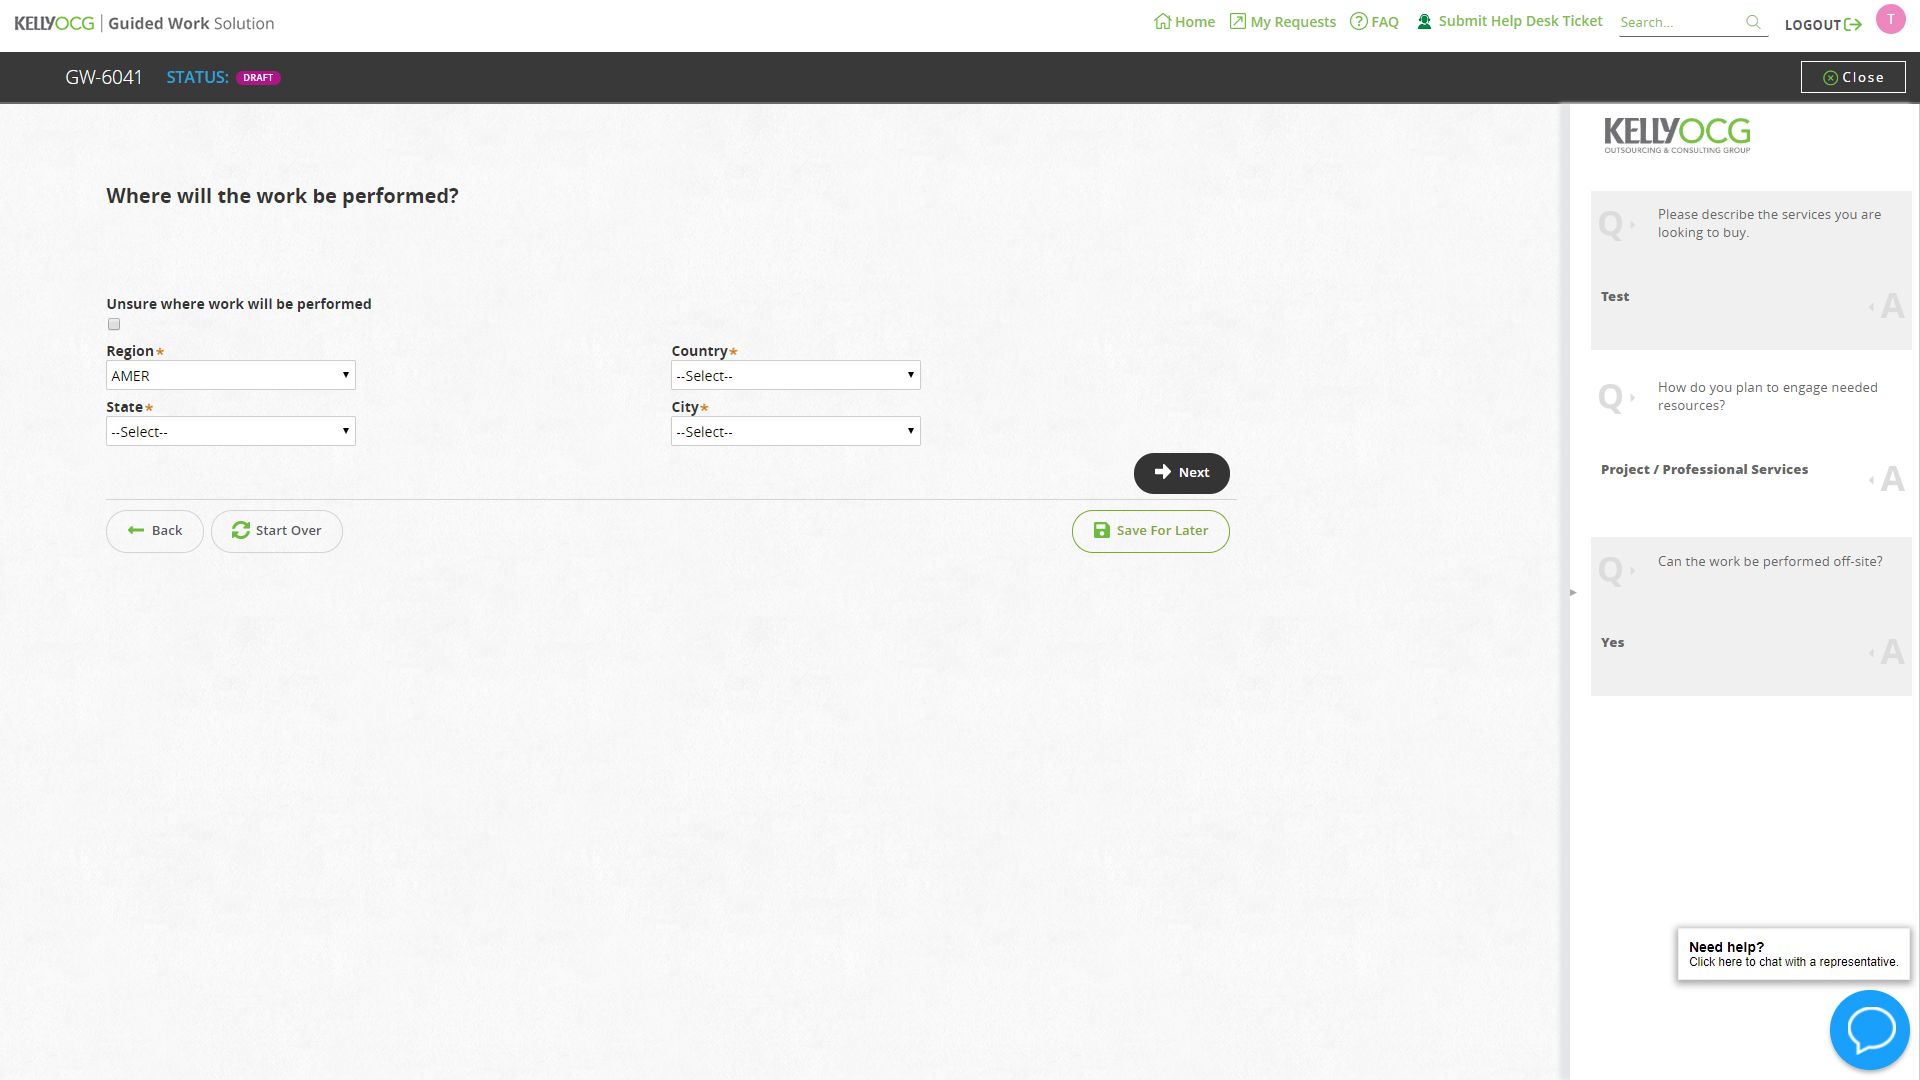 KELLYOCG | Guided Work Solution
Home
My Requests
FAQ
Submit Help Desk Ticket
Search...
LOGOUT
T
GW-6041
STATUS:
DRAFT
Close
Where will the work be performed?
Unsure where work will be performed
Region*
AMER
Country*
--Select--
State*
--Select--
City*
--Select--
Next
Back
Start Over
Save For Later
KELLYOCG
OUTSOURCING & CONSULTING GROUP
Q
Please describe the services you are
looking to buy.
Test
A
Q
How do you plan to engage needed
resources?
Project / Professional Services
A
Q
Can the work be performed off-site?
Yes
A
Need help?
Click here to chat with a representative.